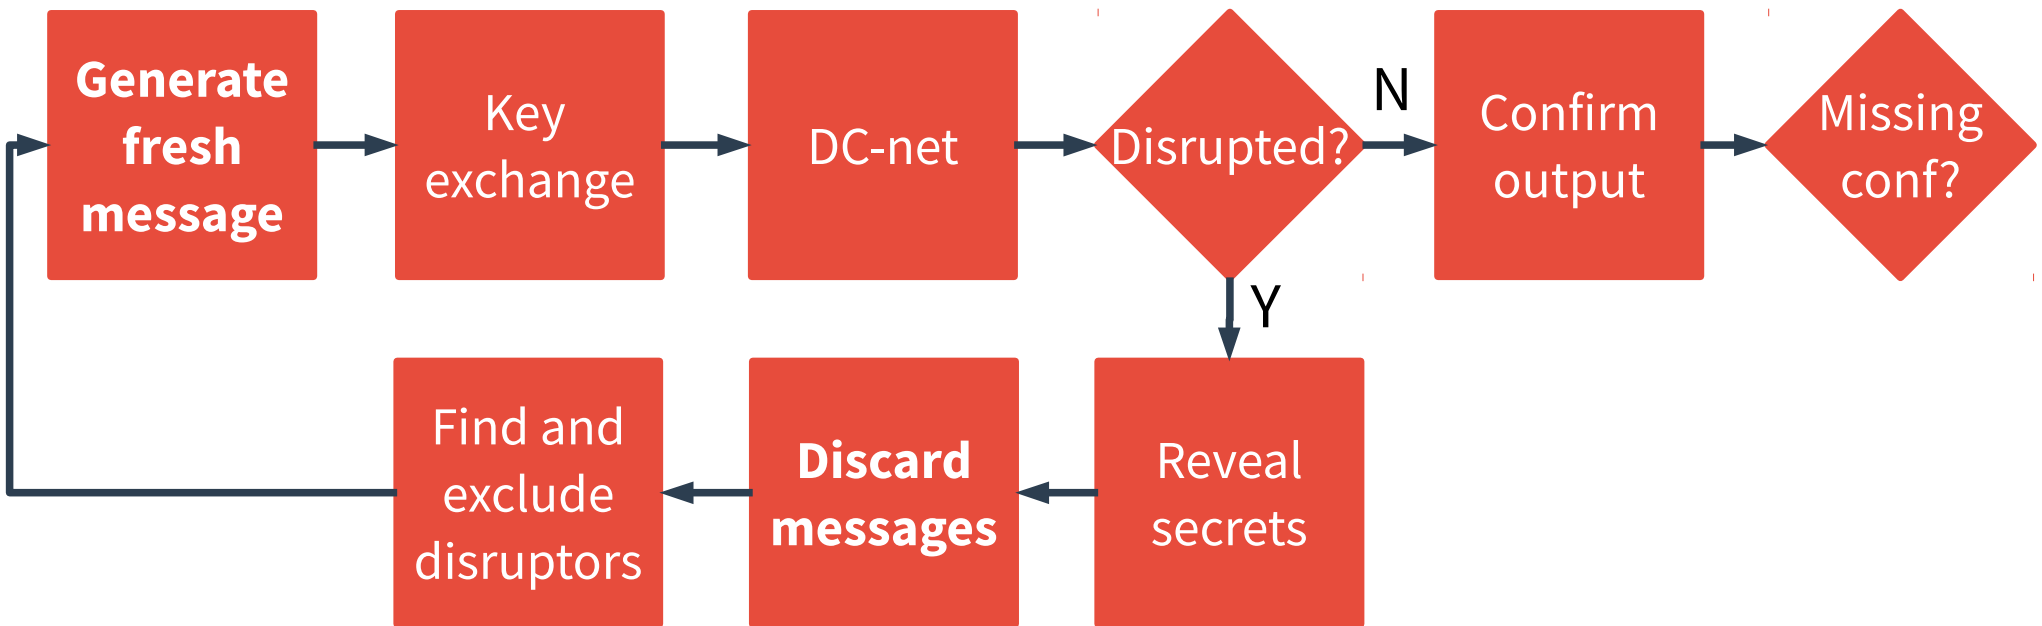 Generate
fresh
message
Key
exchange
DC-net
Disrupted?
N
Confirm
output
Missing
conf?
Y
Find and
exclude
disruptors
Discard
messages
Reveal
secrets